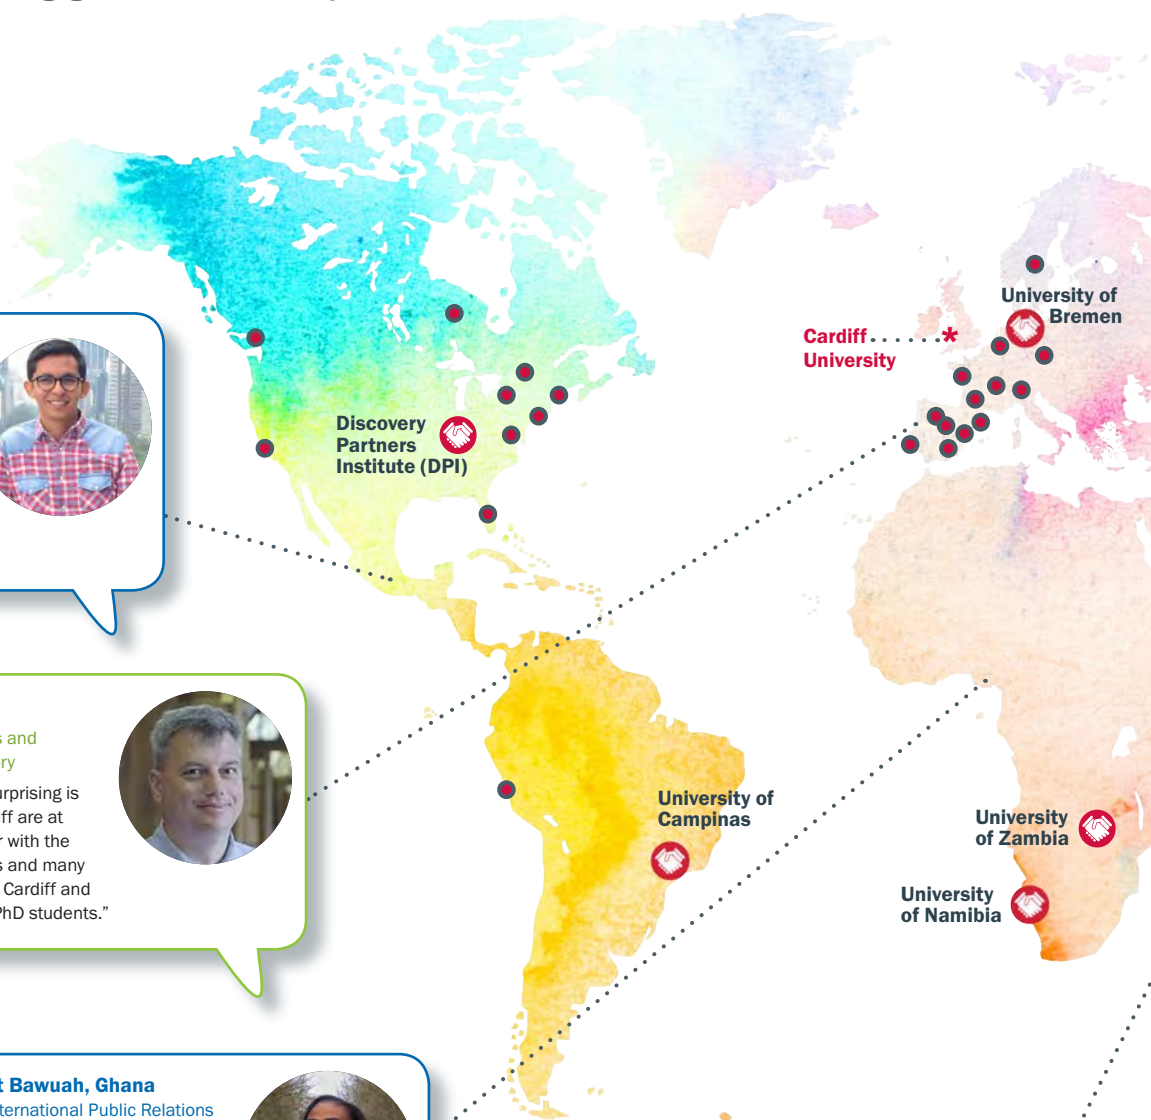 University of
Bremen
Cardiff
University
Discovery
Partners
Institute (DPI)
s and
ry
urprising is
ff are at
r with the
s and many
Cardiff and
PhD students.”
University of
Campinas
University
of Zambia
University
of Namibia
t Bawuah, Ghana
ternational Public Relations